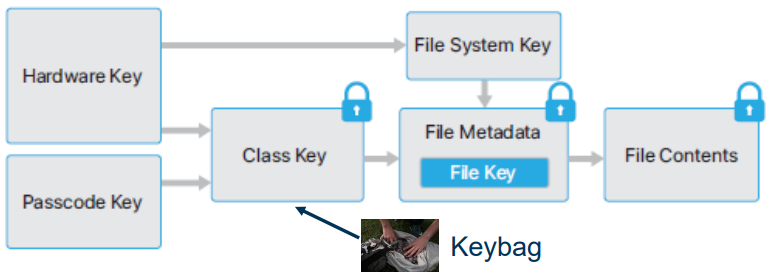 Hardware Key
File System Key
Class Key
File Metadata
File Key
File Contents
Passcode Key
Keybag